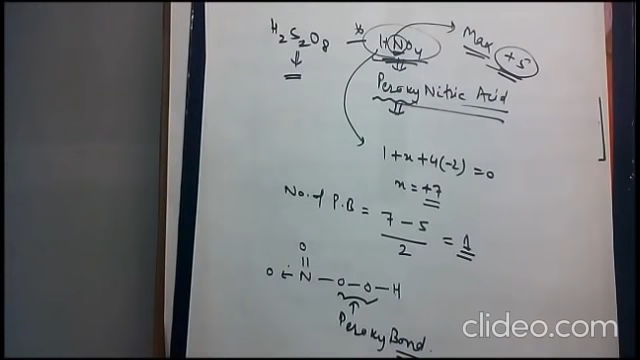 H2S2O8 HNO4 Max +5
Peroxy Nitric Acid
1+x+4(-2)=0
x=+7
No. of P.B = 7-5/2 = 1
O
||
O ← N - O - O - H
Peroxy Bond.
clideo.com